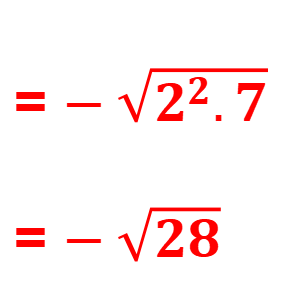 = − √2². 7
= − √28